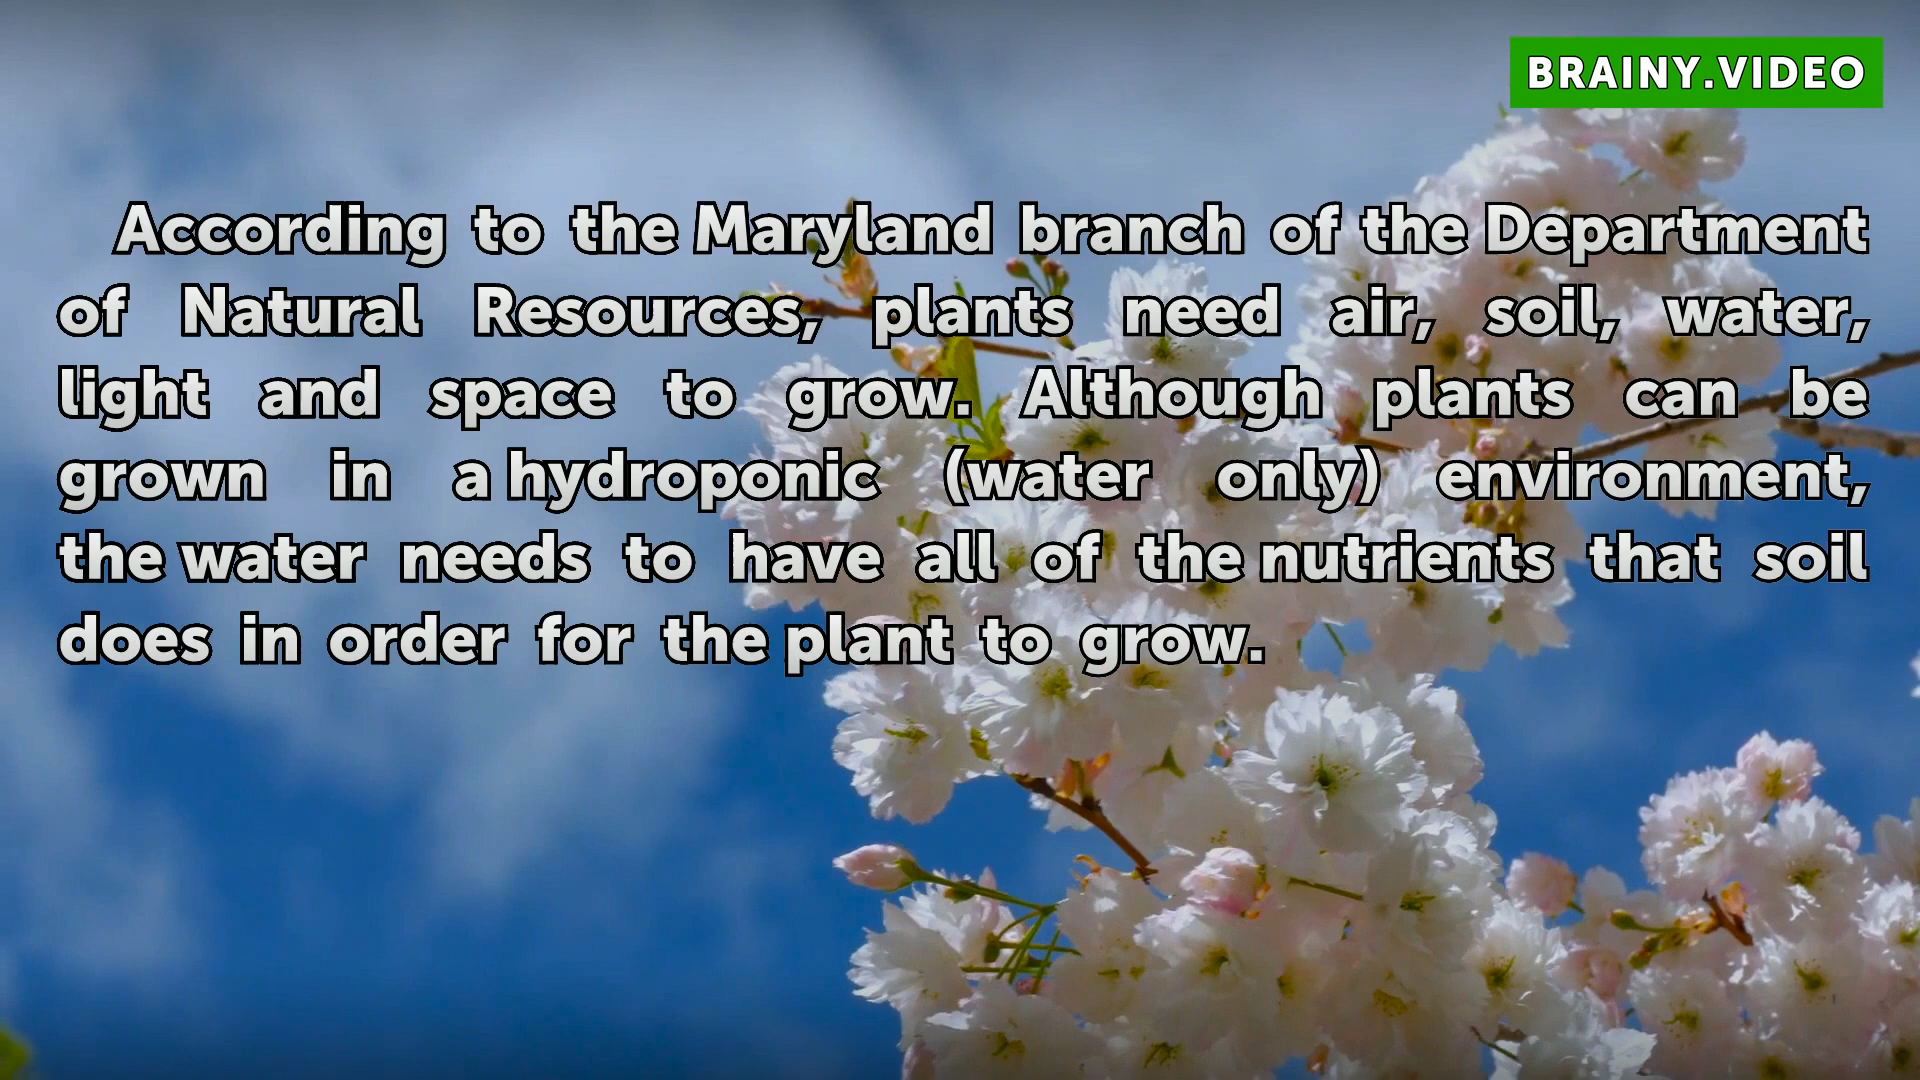 BRAINY.VIDEO
According to the Maryland branch of the Department
of Natural Resources, plants need air, soil, water,
light and space to grow. Although plants can be
grown in a hydroponic (water only) environment,
the water needs to have all of the nutrients that soil
does in order for the plant to grow.